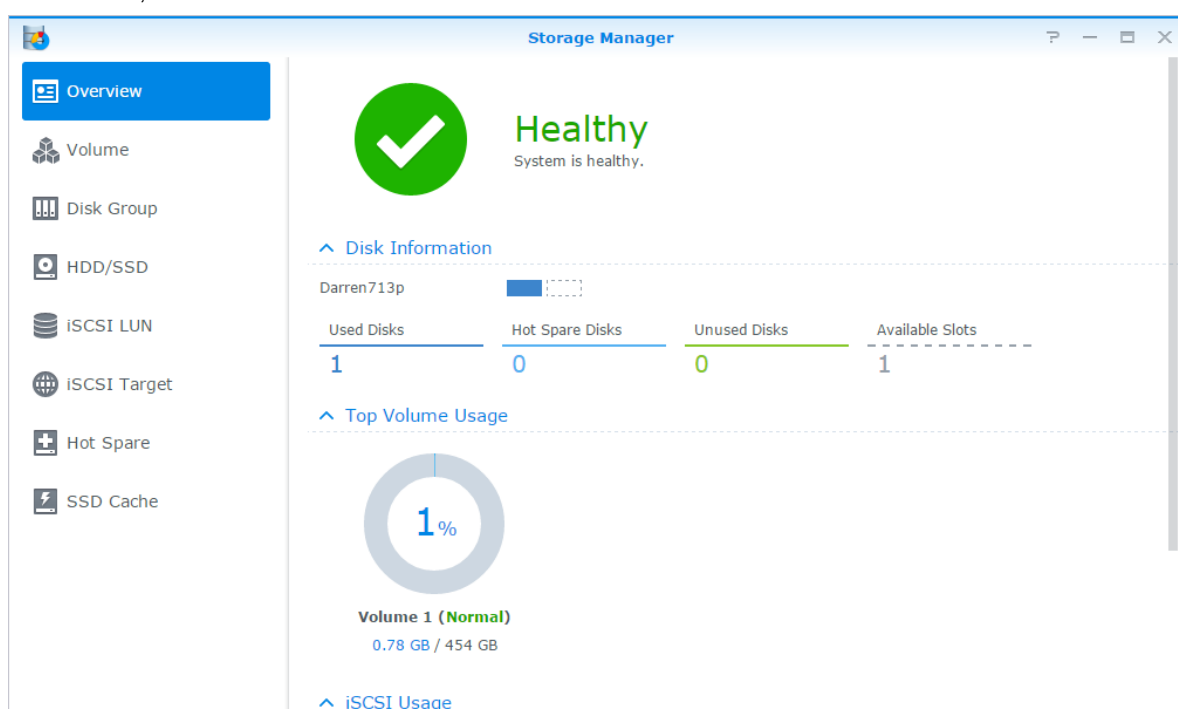 Storage Manager
Overview
Volume
Disk Group
HDD/SSD
iSCSI LUN
iSCSI Target
Hot Spare
SSD Cache
Healthy
System is healthy.
Disk Information
Darren713p
Used Disks Hot Spare Disks Unused Disks Available Slots
1 0 0 1
Top Volume Usage
1%
Volume 1 (Normal)
0.78 GB / 454 GB
iSCSI Usage